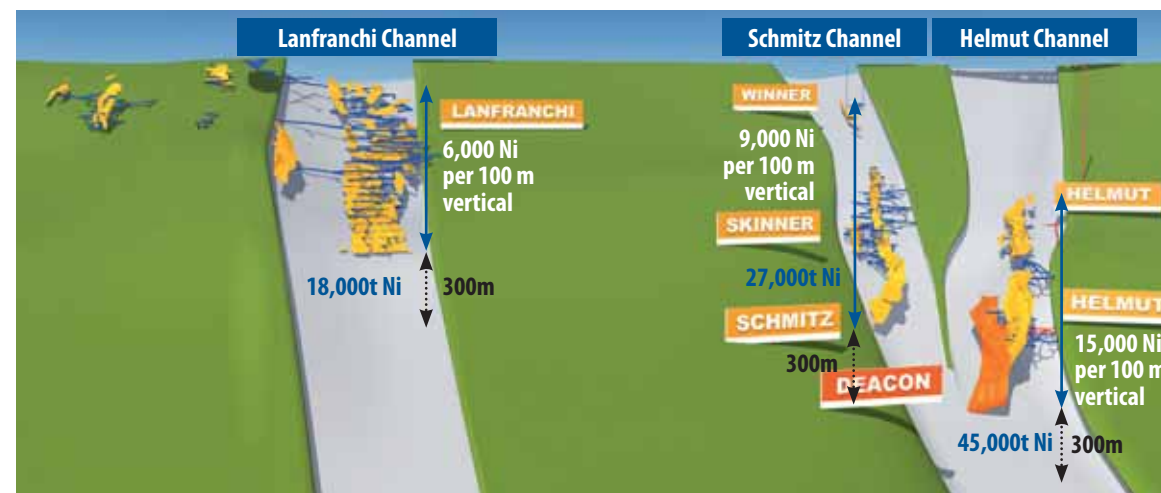 Lanfranchi Channel
Schmitz Channel
Helmut Channel
LANFRANCHI
6,000 Ni
per 100 m
vertical
18,000t Ni
300m
WINNER
9,000 Ni
per 100 m
vertical
SKINNER
27,000t Ni
SCHMITZ
300m
DEACON
HELMUT
HELMUT
15,000 Ni
per 100 m
vertical
45,000t Ni
300m